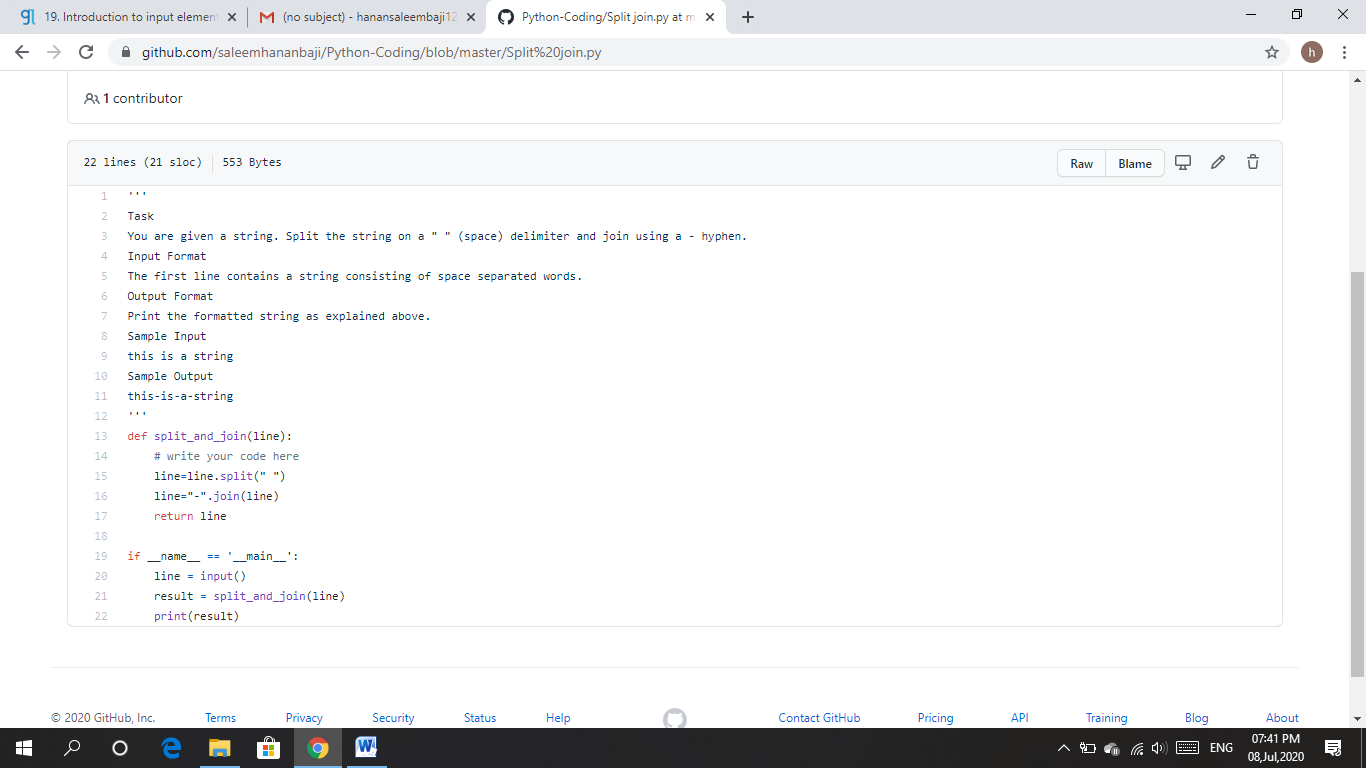 19. Introduction to input elemen
(no subject) - hanansaleembaji12
Python-Coding/Split join.py at m
github.com/saleemhananbaji/Python-Coding/blob/master/Split%20join.py
h
1 contributor
22 lines (21 sloc) 553 Bytes
Raw Blame
1 '''
2 Task
3 You are given a string. Split the string on a " " (space) delimiter and join using a - hyphen.
4 Input Format
5 The first line contains a string consisting of space separated words.
6 Output Format
7 Print the formatted string as explained above.
8 Sample Input
9 this is a string
10 Sample Output
11 this-is-a-string
12 '''
13 def split_and_join(line):
14     # write your code here
15     line=line.split(" ")
16     line="-".join(line)
17     return line
18
19 if __name__ == '__main__':
20     line = input()
21     result = split_and_join(line)
22     print(result)
© 2020 GitHub, Inc. Terms Privacy Security Status Help Contact GitHub Pricing API Training Blog About
ENG
07:41 PM
08,Jul,2020